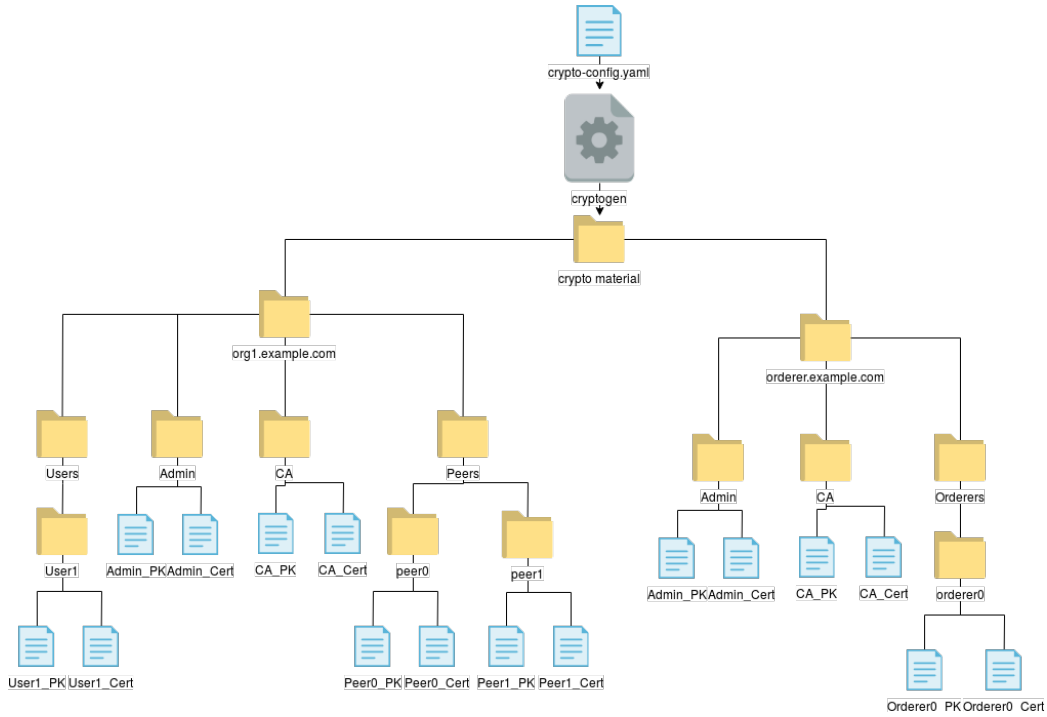 crypto-config.yaml
cryptogen
crypto material
org1.example.com
orderer.example.com
Users
Admin
CA
Peers
Admin
CA
Orderers
User1
Admin_PK
Admin_Cert
CA_PK
CA_Cert
peer0
peer1
Admin_PK
Admin_Cert
CA_PK
CA_Cert
orderer0
User1_PK
User1_Cert
Peer0_PK
Peer0_Cert
Peer1_PK
Peer1_Cert
Orderer0_PK
Orderer0_Cert